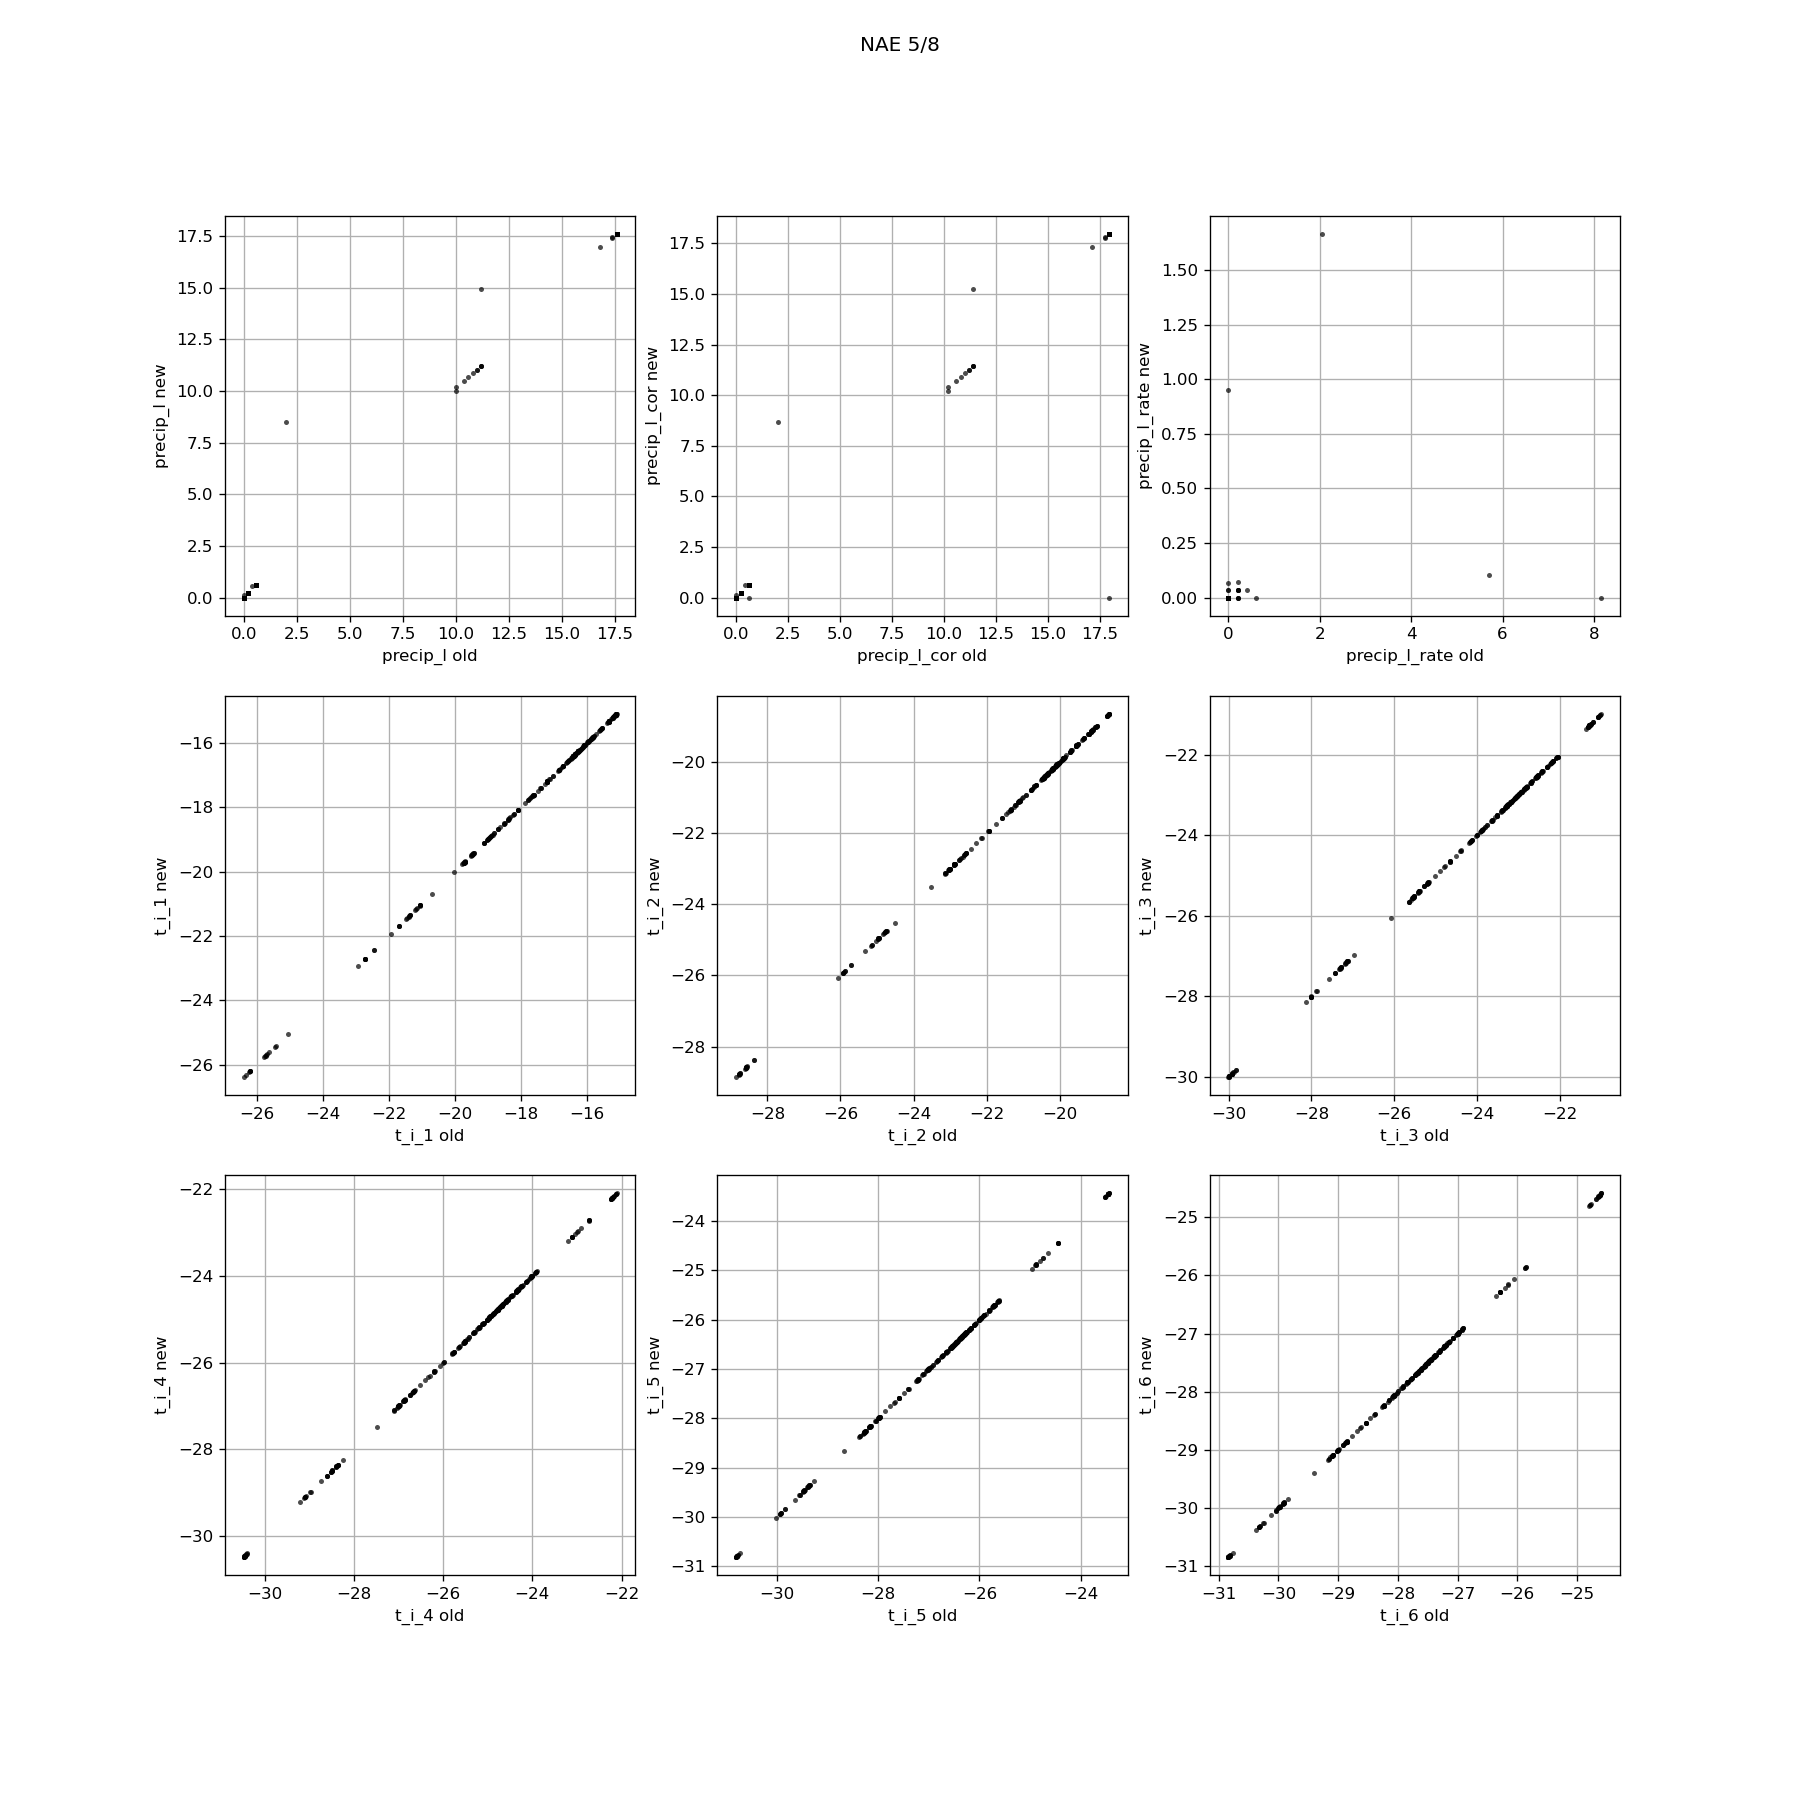 NAE 5/8
17.5
15.0
12.5
10.0
7.5
5.0
2.5
0.0
precip_l new
0.0 2.5 5.0 7.5 10.0 12.5 15.0 17.5
precip_l old
17.5
15.0
12.5
10.0
7.5
5.0
2.5
0.0
precip_l_cor new
0.0 2.5 5.0 7.5 10.0 12.5 15.0 17.5
precip_l_cor old
1.50
1.25
1.00
0.75
0.50
0.25
0.00
precip_l_rate new
0 2 4 6 8
precip_l_rate old
−16
−18
−20
−22
−24
−26
t_i_1 new
−26 −24 −22 −20 −18 −16
t_i_1 old
−20
−22
−24
−26
−28
t_i_2 new
−28 −26 −24 −22 −20
t_i_2 old
−22
−24
−26
−28
−30
t_i_3 new
−30 −28 −26 −24 −22
t_i_3 old
−22
−24
−26
−28
−30
t_i_4 new
−30 −28 −26 −24 −22
t_i_4 old
−24
−25
−26
−27
−28
−29
−30
−31
t_i_5 new
−30 −28 −26 −24
t_i_5 old
−25
−26
−27
−28
−29
−30
−31
t_i_6 new
−31 −30 −29 −28 −27 −26 −25
t_i_6 old